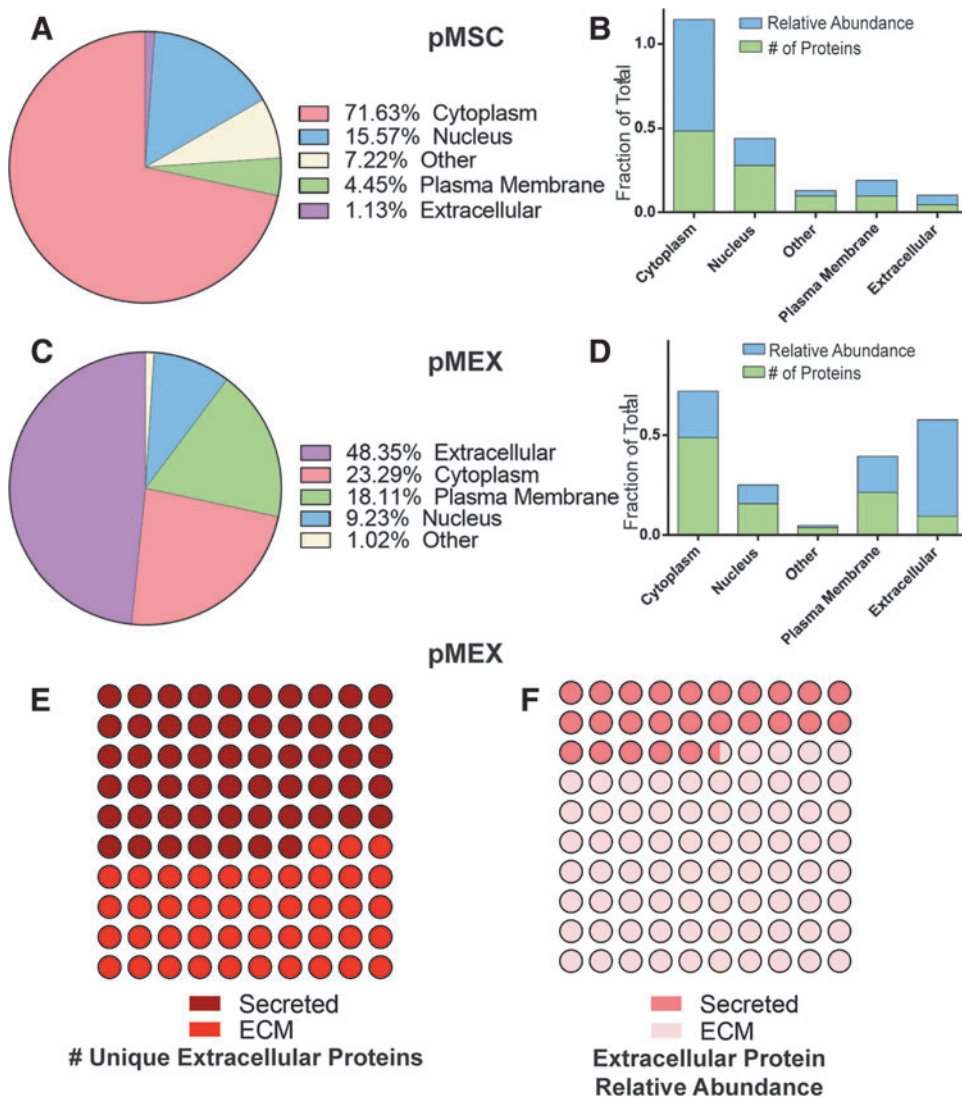 A
pMSC
71.63% Cytoplasm
15.57% Nucleus
7.22% Other
4.45% Plasma Membrane
1.13% Extracellular
B
Relative Abundance
# of Proteins
Fraction of Total
1.0
0.5
0.0
Cytoplasm
Nucleus
Other
Plasma Membrane
Extracellular
C
pMEX
48.35% Extracellular
23.29% Cytoplasm
18.11% Plasma Membrane
9.23% Nucleus
1.02% Other
D
Relative Abundance
# of Proteins
Fraction of Total
0.5
0.0
Cytoplasm
Nucleus
Other
Plasma Membrane
Extracellular
pMEX
E
Secreted
ECM
# Unique Extracellular Proteins
F
Secreted
ECM
Extracellular Protein
Relative Abundance